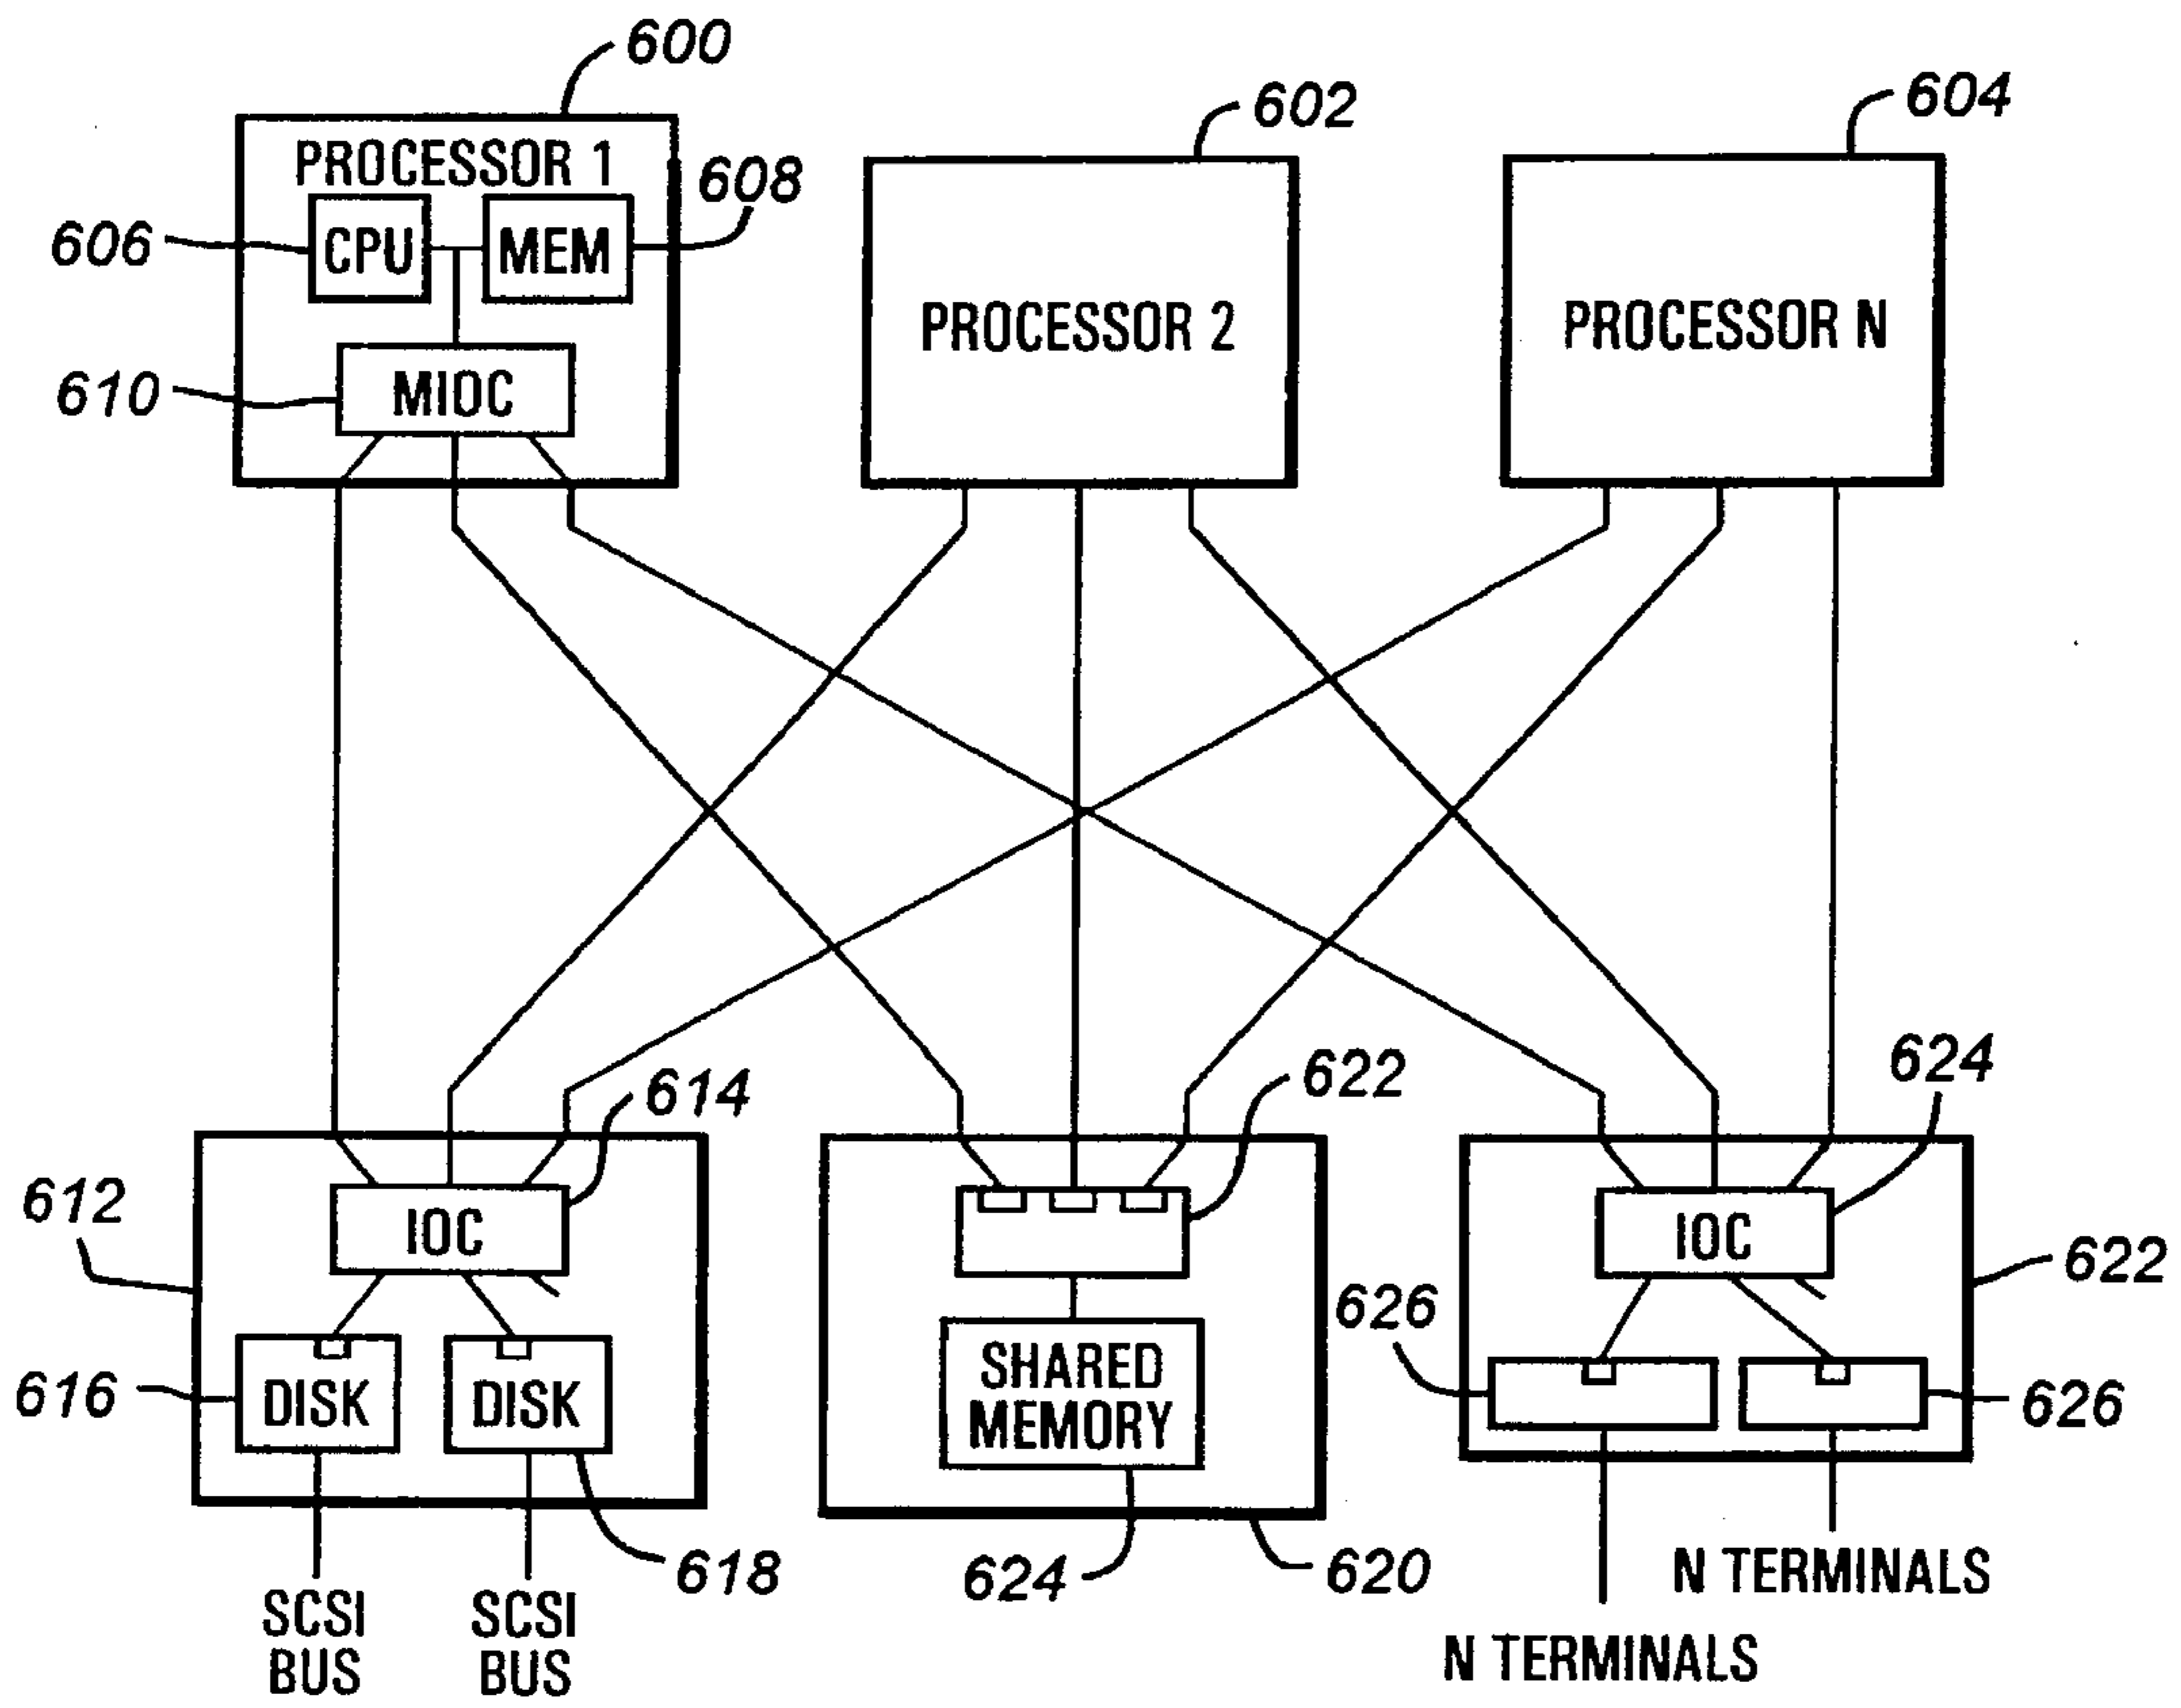 600
602
604
PROCESSOR 1
608
606
CPU
MEM
PROCESSOR 2
PROCESSOR N
610
MIOC
614
622
624
612
IOC
IOC
622
626
616
DISK
DISK
SHARED
MEMORY
626
618
624
620
SCSI
BUS
SCSI
BUS
N TERMINALS
N TERMINALS